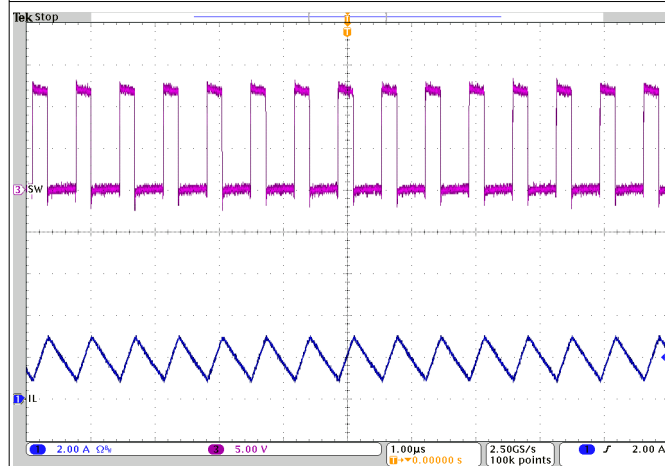 Tek Stop
T
T
3 SW
T IL
1 2.00 A Ω 3 5.00 V 1.00µs 2.50GS/s 1 2.00 A
T 0.00000 s 100k points